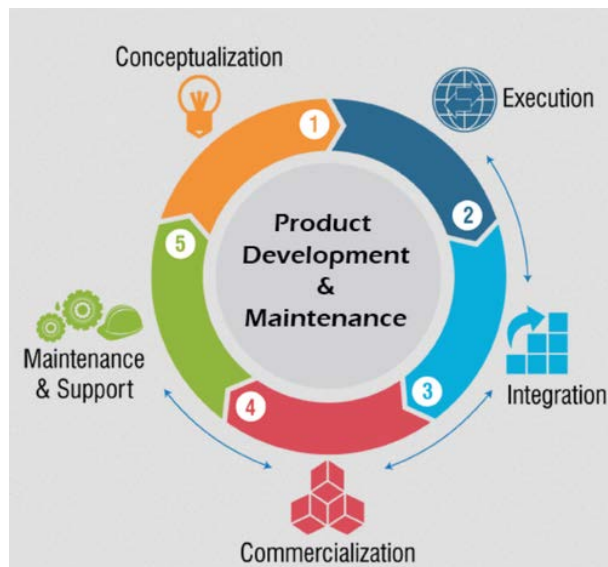 Conceptualization
Execution
1
2
5
Product
Development
&
Maintenance
Maintenance
& Support
3
Integration
4
Commercialization